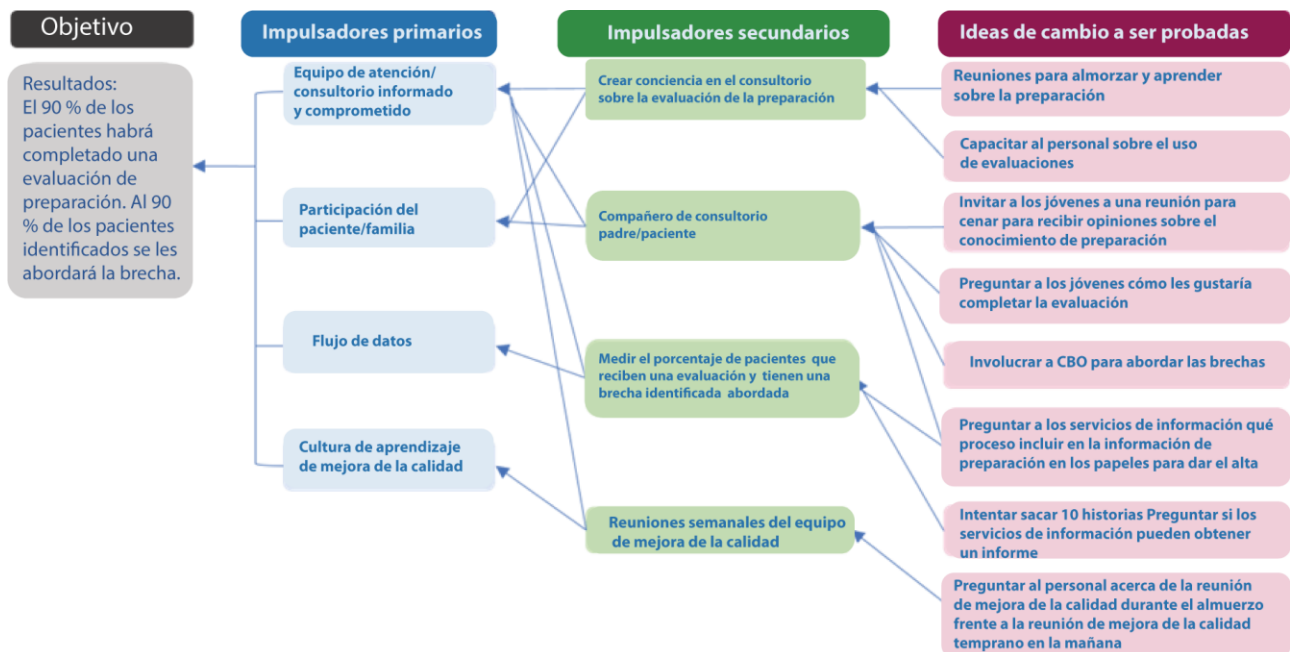 Objetivo
Resultados:
El 90 % de los
pacientes habrá
completado una
evaluación de
preparación. Al 90
% de los pacientes
identificados se les
abordará la brecha.
Impulsadores primarios
Equipo de atención/
consultorio informado
y comprometido
Participación del
paciente/familia
Flujo de datos
Cultura de aprendizaje
de mejora de la calidad
Impulsadores secundarios
Crear conciencia en el consultorio
sobre la evaluación de la preparación
Compañero de consultorio
padre/paciente
Medir el porcentaje de pacientes que
reciben una evaluación y tienen una
brecha identificada abordada
Reuniones semanales del equipo
de mejora de la calidad
Ideas de cambio a ser probadas
Reuniones para almorzar y aprender
sobre la preparación
Capacitar al personal sobre el uso
de evaluaciones
Invitar a los jóvenes a una reunión para
cenar para recibir opiniones sobre el
conocimiento de preparación
Preguntar a los jóvenes cómo les gustaría
completar la evaluación
Involucrar a CBO para abordar las brechas
Preguntar a los servicios de información qué
proceso incluir en la información de
preparación en los papeles para dar el alta
Intentar sacar 10 historias Preguntar si los
servicios de información pueden obtener
un informe
Preguntar al personal acerca de la reunión
de mejora de la calidad durante el almuerzo
frente a la reunión de mejora de la calidad
temprano en la mañana